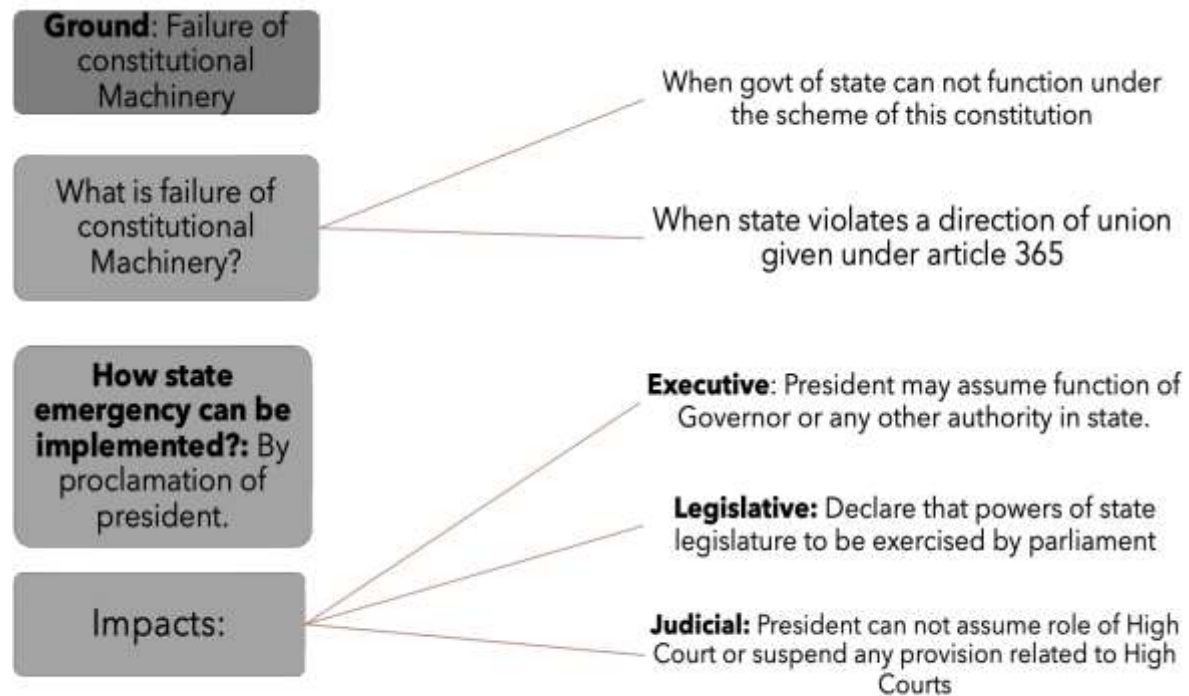 Ground: Failure of
constitutional
Machinery
What is failure of
constitutional
Machinery?
When govt of state can not function under
the scheme of this constitution
When state violates a direction of union
given under article 365
How state
emergency can be
implemented?: By
proclamation of
president.
Impacts:
Executive: President may assume function of
Governor or any other authority in state.
Legislative: Declare that powers of state
legislature to be exercised by parliament
Judicial: President can not assume role of High
Court or suspend any provision related to High
Courts